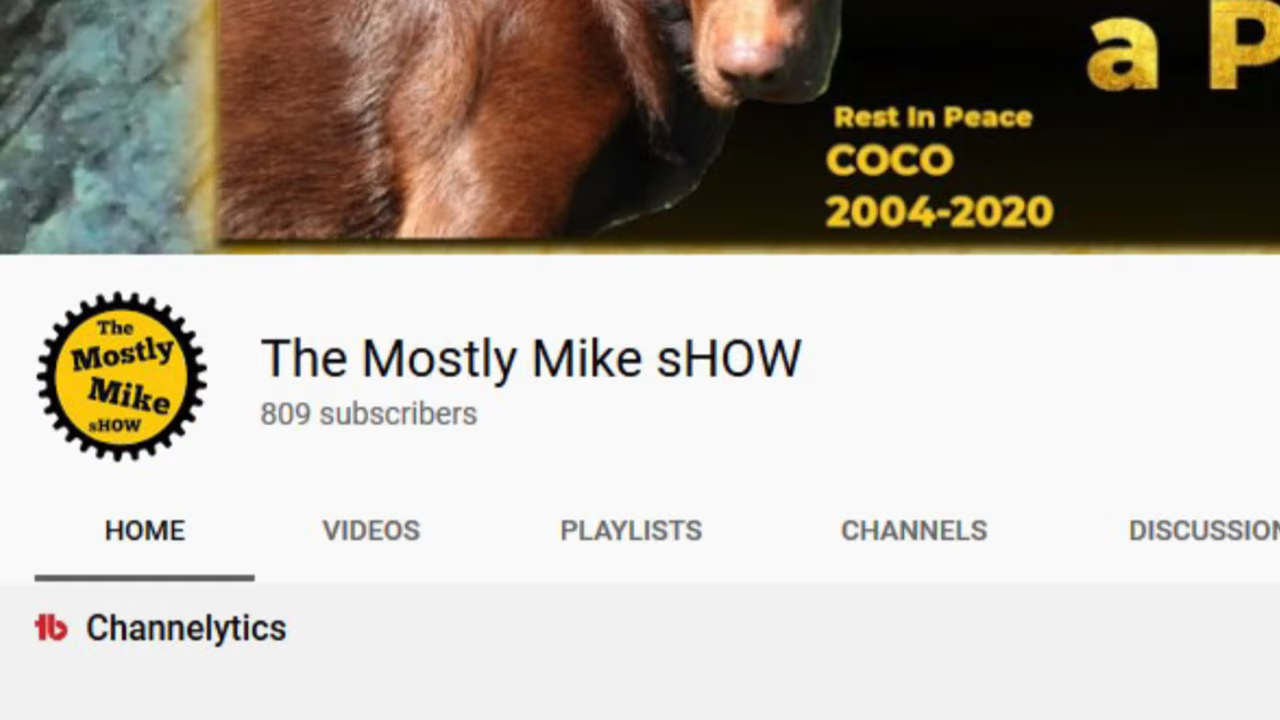 a P
Rest In Peace
COCO
2004-2020
The
Mostly
Mike
sHOW
The Mostly Mike sHOW
809 subscribers
HOME VIDEOS PLAYLISTS CHANNELS DISCUSSION
tb Channelytics